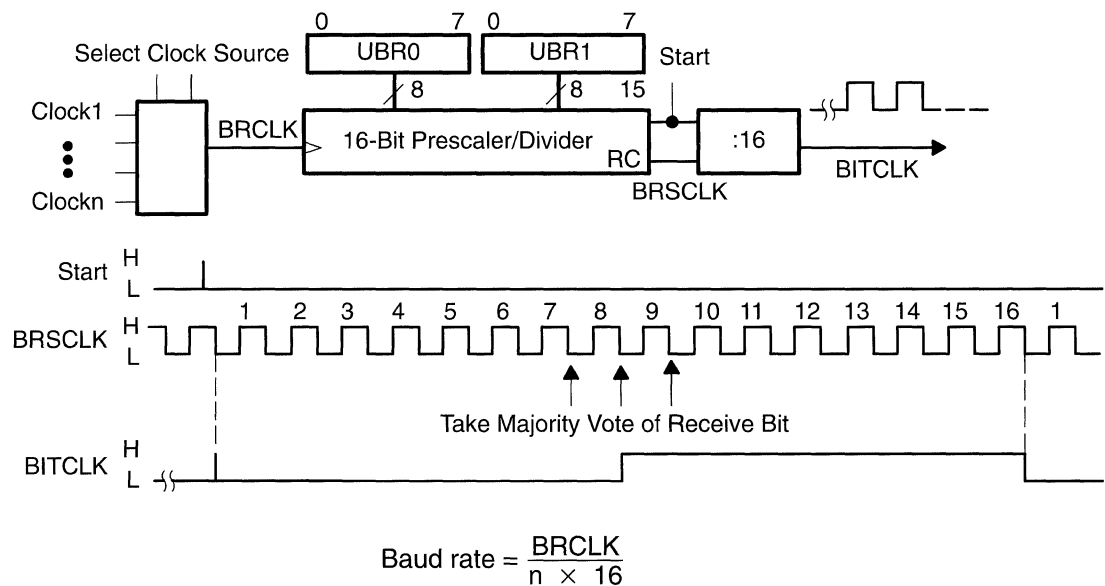 0 7 0 7
UBR0 UBR1
Select Clock Source
Start
8 8 15
Clock1
BRCLK
16-Bit Prescaler/Divider
:16
RC
BRSCLK
BITCLK
Clockn
H
Start
L
1 2 3 4 5 6 7 8 9 10 11 12 13 14 15 16 1
H
BRSCLK
L
Take Majority Vote of Receive Bit
H
BITCLK
L
Baud rate = BRCLK
n × 16